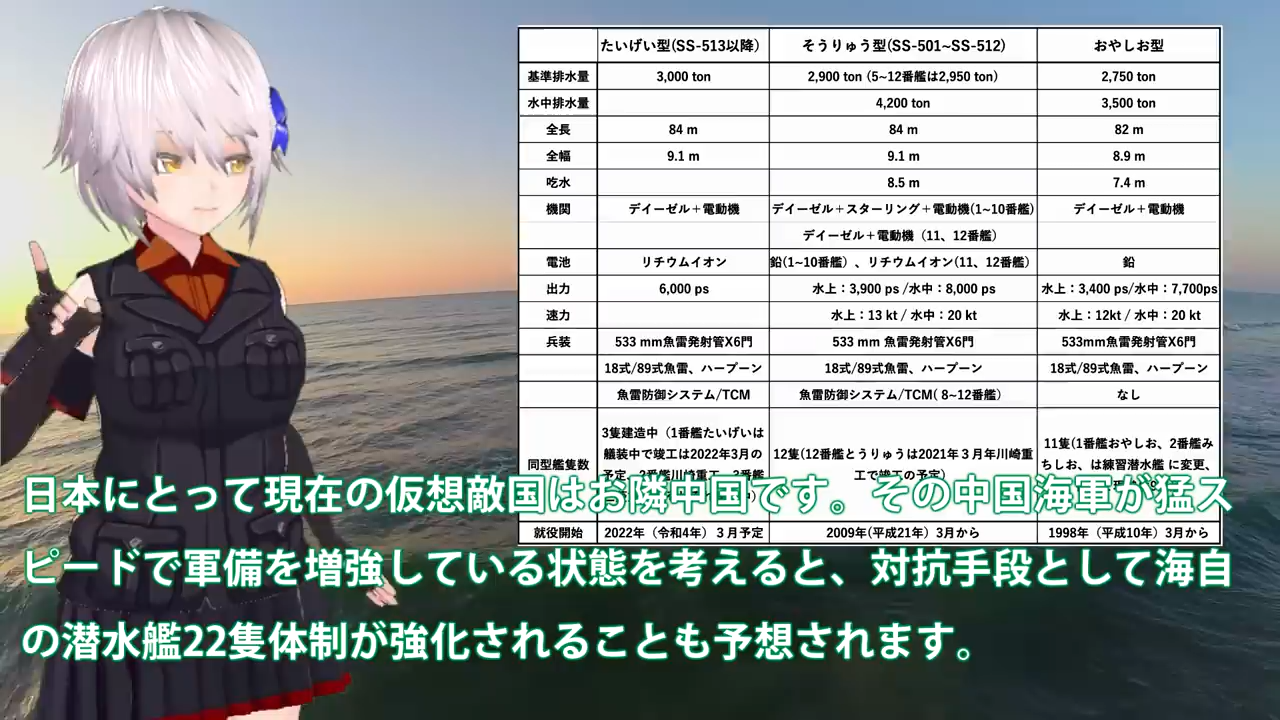 たいげい型(SS-513以降) そうりゅう型(SS-501~SS-512) おやしお型
基準排水量 3,000 ton 2,900 ton (5~12番艦は2,950 ton) 2,750 ton
水中排水量 4,200 ton 3,500 ton
全長 84 m 84 m 82 m
全幅 9.1 m 9.1 m 8.9 m
吃水 8.5 m 7.4 m
機関 デイーゼル＋電動機 デイーゼル＋スターリング＋電動機(1~10番艦) デイーゼル＋電動機
デイーゼル＋電動機（11、12番艦）
電池 リチウムイオン 鉛(1~10番艦）、リチウムイオン(11、12番艦） 鉛
出力 6,000 ps 水上：3,900 ps /水中：8,000 ps 水上：3,400 ps/水中：7,700ps
速力 水上：13 kt / 水中：20 kt 水上：12kt / 水中：20 kt
兵装 533 mm魚雷発射管X6門 533 mm 魚雷発射管X6門 533mm魚雷発射管X6門
18式/89式魚雷、ハープーン 18式/89式魚雷、ハープーン 18式/89式魚雷、ハープーン
魚雷防御システム/TCM 魚雷防御システム/TCM( 8~12番艦） なし
同型艦隻数 3隻建造中（1番艦たいげいは 12隻(12番艦とうりゅうは2021年３月年川崎重 11隻(1番艦おやしお、2番艦み
艤装中で竣工は2022年3月の 工で竣工の予定） ちしお、は練習潜水艦 に変更、
予定、2番艦川崎重工、3番艦
就役開始 2022年（令和4年）３月予定 2009年(平成21年）3月から 1998年（平成10年）3月から
日本にとって現在の仮想敵国はお隣中国です。その中国海軍が猛ス
ピードで軍備を増強している状態を考えると、対抗手段として海自
の潜水艦22隻体制が強化されることも予想されます。